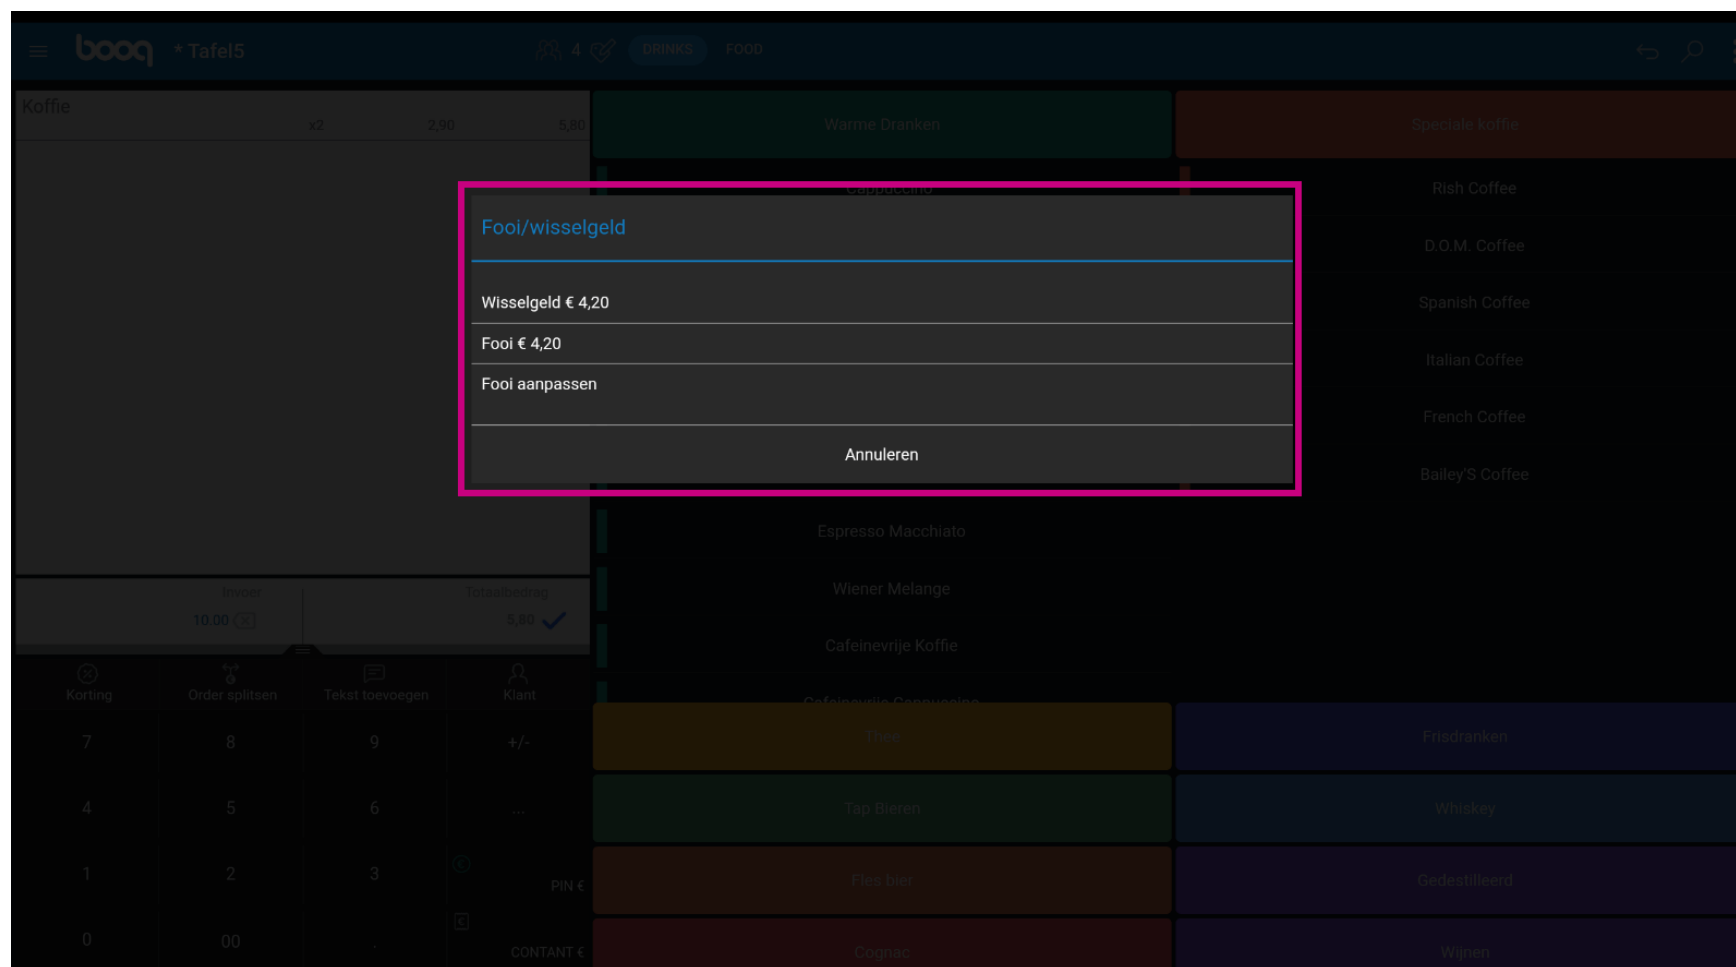 booq * Tafel5 4 DRINKS FOOD
Koffie
x2 2,90 5,80
Warme Dranken
Speciale koffie
Cappuccino
Rish Coffee
D.O.M. Coffee
Spanish Coffee
Italian Coffee
French Coffee
Bailey'S Coffee
Fooi/wisselgeld
Wisselgeld € 4,20
Fooi € 4,20
Fooi aanpassen
Annuleren
Espresso Macchiato
Wiener Melange
Cafeinevrije Koffie
Cafeinevrije Cappuccino
Invoer Totaalbedrag
10.00 5,80
Korting Order splitsen Tekst toevoegen Klant
7 8 9 +/-
4 5 6 ...
1 2 3 PIN €
0 00 . CONTANT €
Thee
Frisdranken
Tap Bieren
Whiskey
Fles bier
Gedestilleerd
Cognac
Wijnen